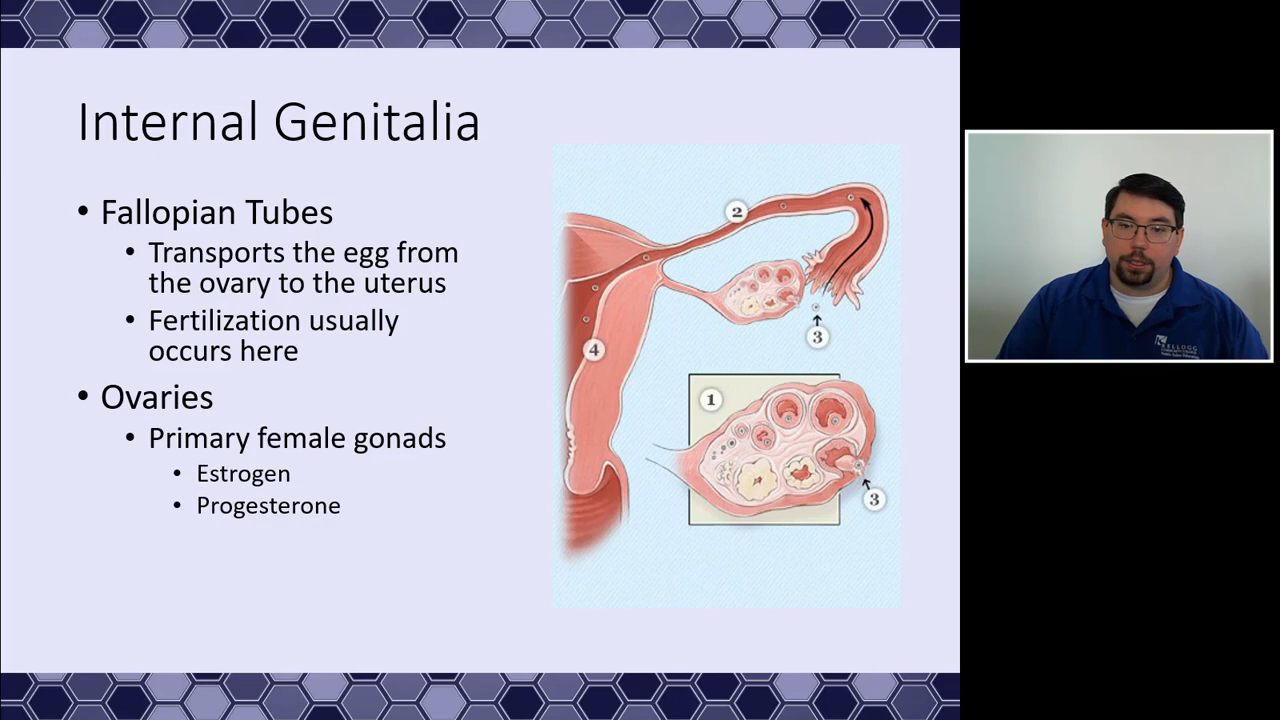 Internal Genitalia
• Fallopian Tubes
• Transports the egg from
the ovary to the uterus
• Fertilization usually
occurs here
• Ovaries
• Primary female gonads
• Estrogen
• Progesterone
2
3
4
1
3
KELLOGG